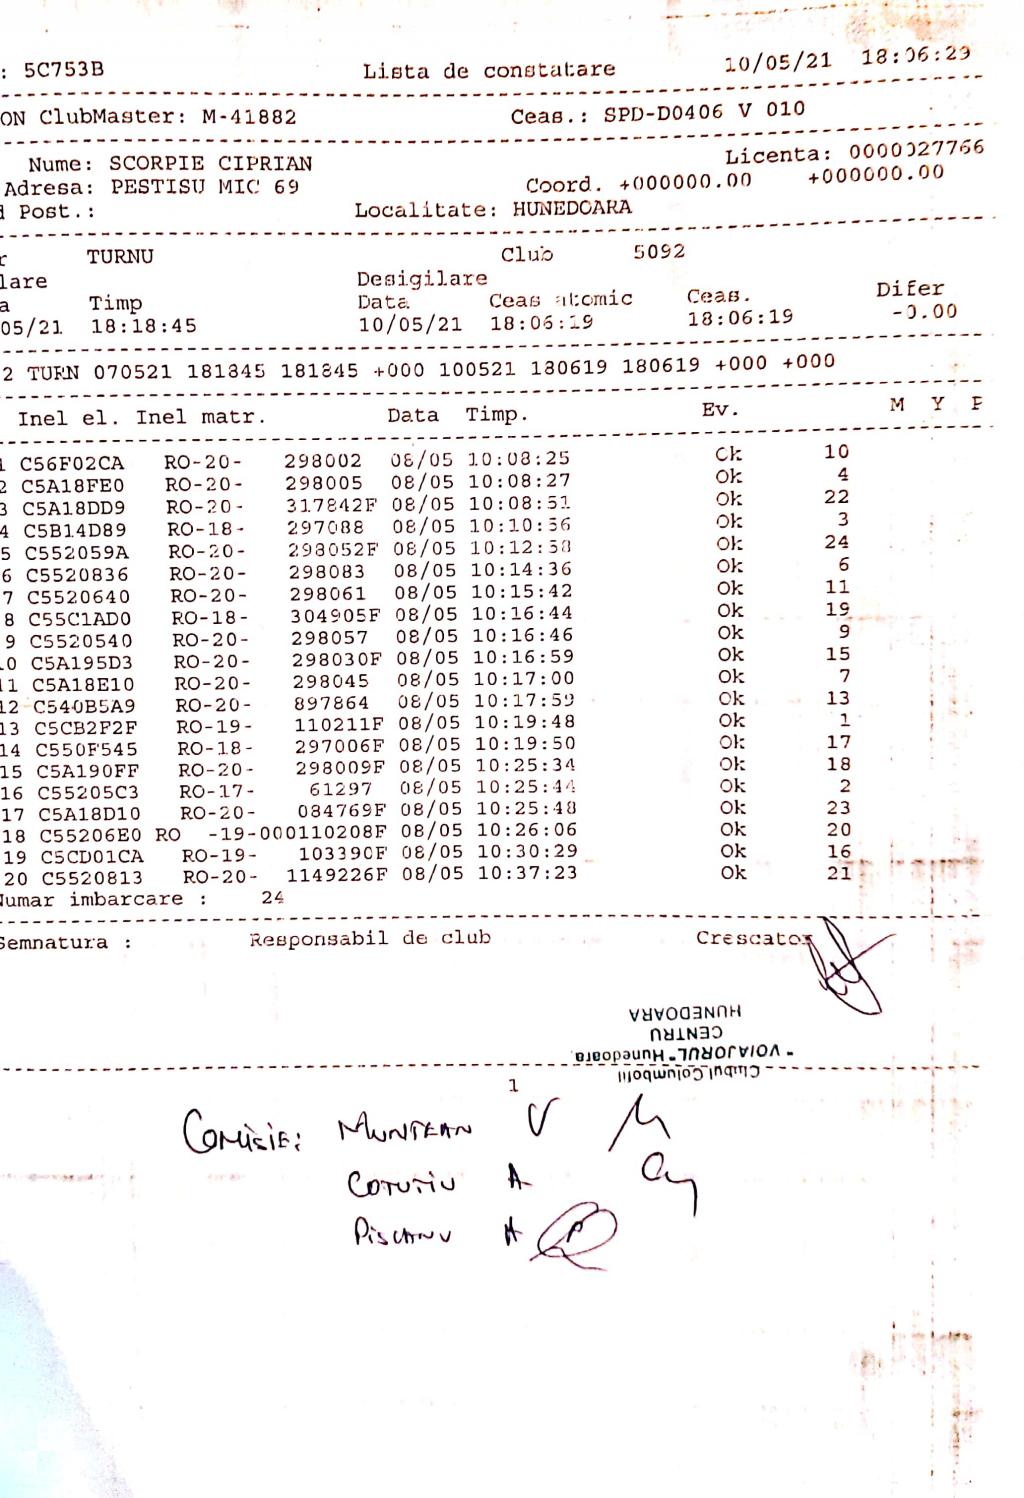 : 5C753B Lista de constatare 10/05/21 18:06:29
ON ClubMaster: M-41882 Ceas.: SPD-D0406 V 010
Nume: SCORPIE CIPRIAN Licenta: 0000027766
Adresa: PESTISU MIC 69 Coord. +000000.00 +000000.00
Post.: Localitate: HUNEDOARA
r TURNU Club 5092
lare Desigilare
a Timp Data Ceas atomic Ceas. Difer
05/21 18:18:45 10/05/21 18:06:19 18:06:19 -0.00
2 TURN 070521 181845 181845 +000 100521 180619 180619 +000 +000
Inel el. Inel matr. Data Timp. Ev. M Y P
1 C56F02CA RO-20- 298002 08/05 10:08:25 Ok 10
2 C5A18FE0 RO-20- 298005 08/05 10:08:27 Ok 4
3 C5A18DD9 RO-20- 317842F 08/05 10:08:51 Ok 22
4 C5B14D89 RO-18- 297088 08/05 10:10:56 Ok 3
5 C552059A RO-20- 298052F 08/05 10:12:58 Ok 24
6 C5520836 RO-20- 298083 08/05 10:14:36 Ok 6
7 C5520640 RO-20- 298061 08/05 10:15:42 Ok 11
8 C55C1AD0 RO-18- 304905F 08/05 10:16:44 Ok 19
9 C5520540 RO-20- 298057 08/05 10:16:46 Ok 9
10 C5A195D3 RO-20- 298030F 08/05 10:16:59 Ok 15
11 C5A18E10 RO-20- 298045 08/05 10:17:00 Ok 7
12 C540B5A9 RO-20- 897864 08/05 10:17:59 Ok 13
13 C5CB2F2F RO-19- 110211F 08/05 10:19:48 Ok 1
14 C550F545 RO-18- 297006F 08/05 10:19:50 Ok 17
15 C5A190FF RO-20- 298009F 08/05 10:25:34 Ok 18
16 C55205C3 RO-17- 61297 08/05 10:25:44 Ok 2
17 C5A18D10 RO-20- 084769F 08/05 10:25:48 Ok 23
18 C55206E0 RO -19-000110208F 08/05 10:26:06 Ok 20
19 C5CD01CA RO-19- 103390F 08/05 10:30:29 Ok 16
20 C5520813 RO-20- 1149226F 08/05 10:37:23 Ok 21
Numar imbarcare : 24
Semnatura : Responsabil de club Crescator
Clubul Columbofil
"VOIAJORUL" Hunedoara
CENTRU
HUNEDOARA
1
Comisie: MUNTEAN V
COTUTIU A
A